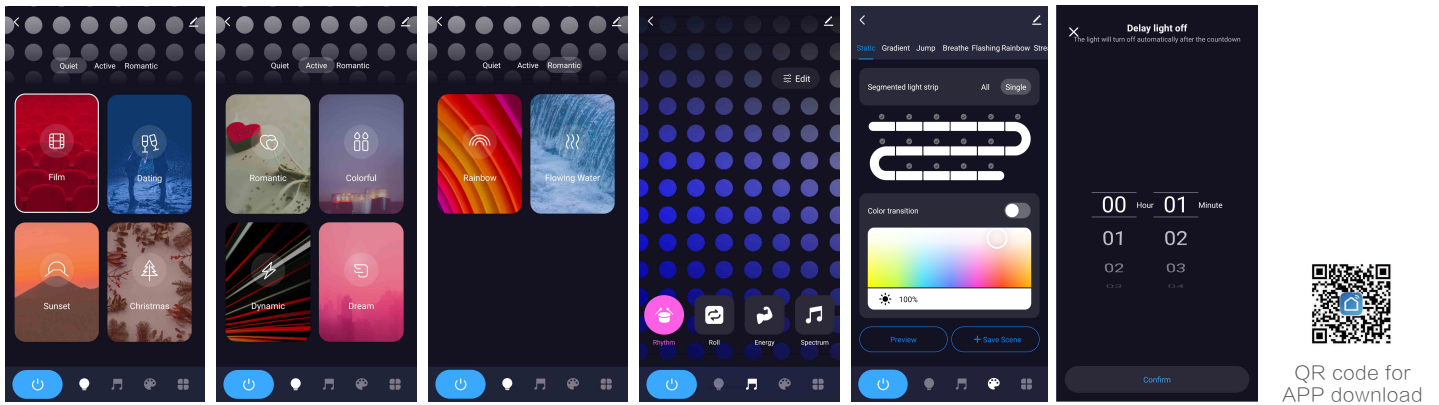 Quiet Active Romantic
Film
Dating
Sunset
Christmas
Quiet Active Romantic
Romantic
Colorful
Dynamic
Dream
Quiet Active Romantic
Rainbow
Flowing Water
Edit
Rhythm Roll Energy Spectrum
Static Gradient Jump Breathe Flashing Rainbow Strea
Segmented light strip All Single
Color transition
100%
Preview + Save Scene
Delay light off
The light will turn off automatically after the countdown
00 Hour 01 Minute
01 02
02 03
03 04
Confirm
QR code for
APP download